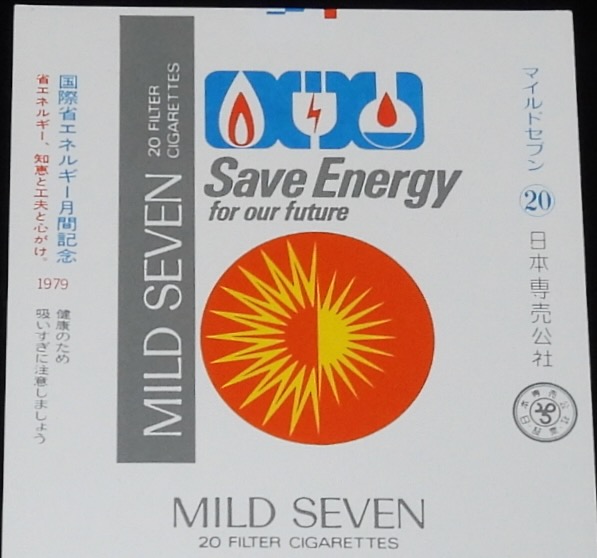 国際省エネルギー月間記念
省エネルギー、知恵と工夫と心がけ。
1979
健康のため
吸いすぎに注意しましょう
MILD SEVEN
20 FILTER
CIGARETTES
Save Energy
for our future
MILD SEVEN
20 FILTER CIGARETTES
マイルドセブン
20
日本専売公社